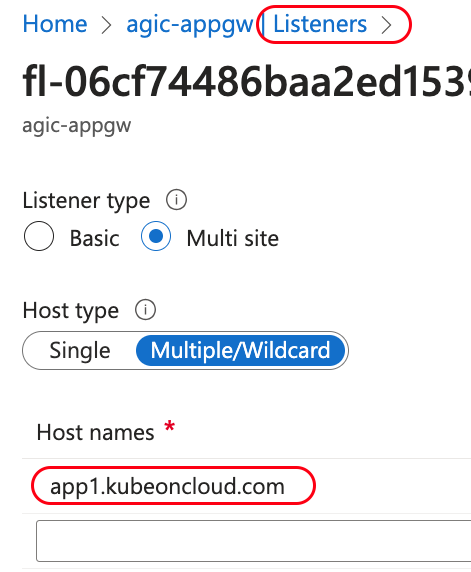 Home > agic-appgw | Listeners >
fl-06cf74486baa2ed1539
agic-appgw
Listener type
Basic Multi site
Host type
Single Multiple/Wildcard
Host names *
app1.kubeoncloud.com